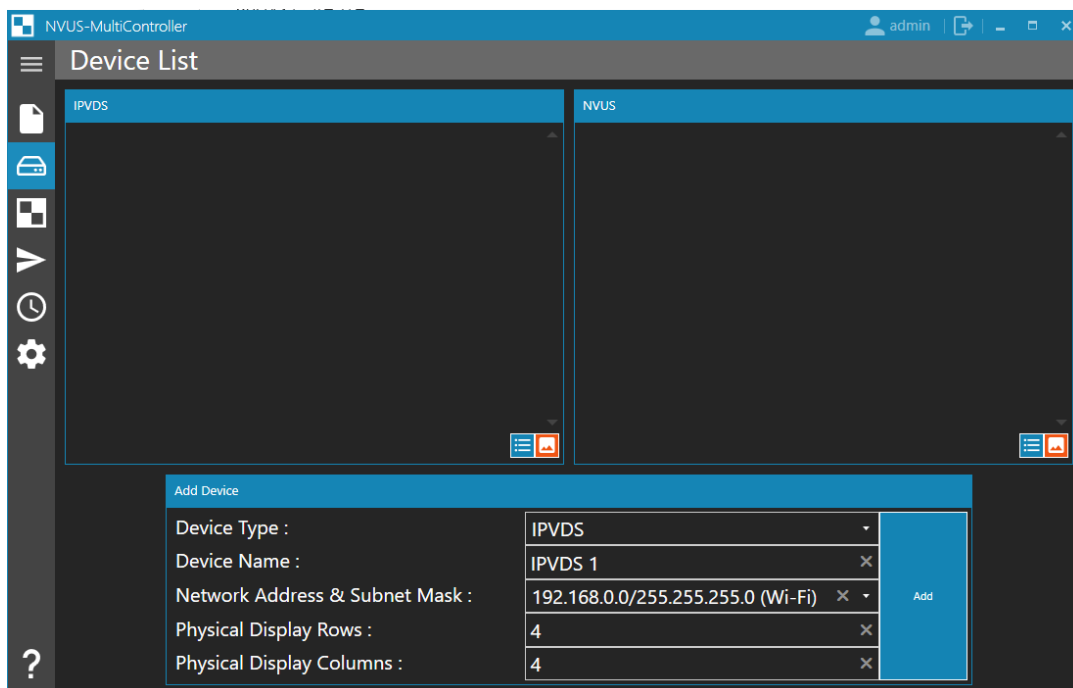 NVUS-MultiController
admin
Device List
IPVDS
NVUS
Add Device
Device Type : IPVDS
Device Name : IPVDS 1
Network Address & Subnet Mask : 192.168.0.0/255.255.255.0 (Wi-Fi)
Add
Physical Display Rows : 4
Physical Display Columns : 4
?